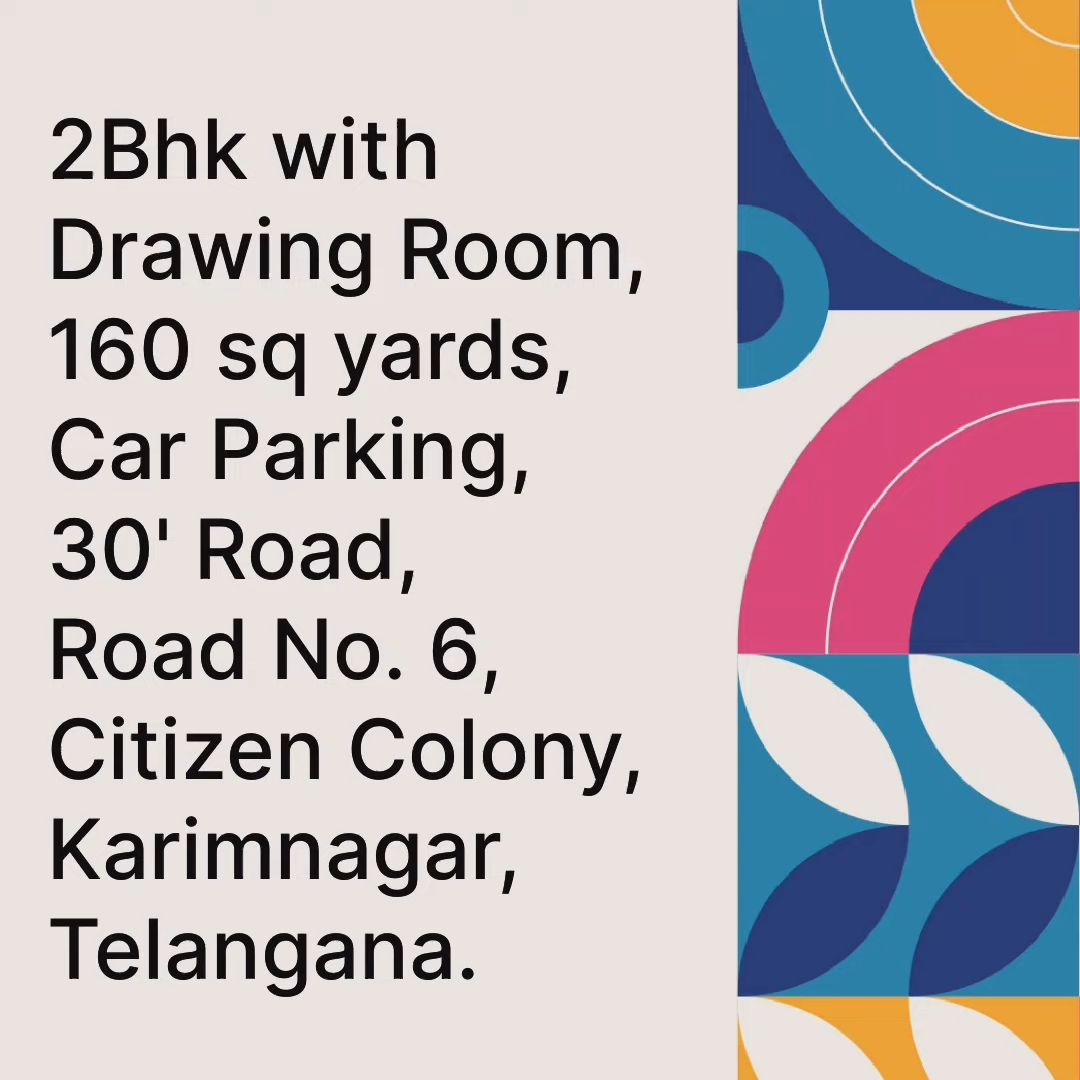 2Bhk with
Drawing Room,
160 sq yards,
Car Parking,
30' Road,
Road No. 6,
Citizen Colony,
Karimnagar,
Telangana.